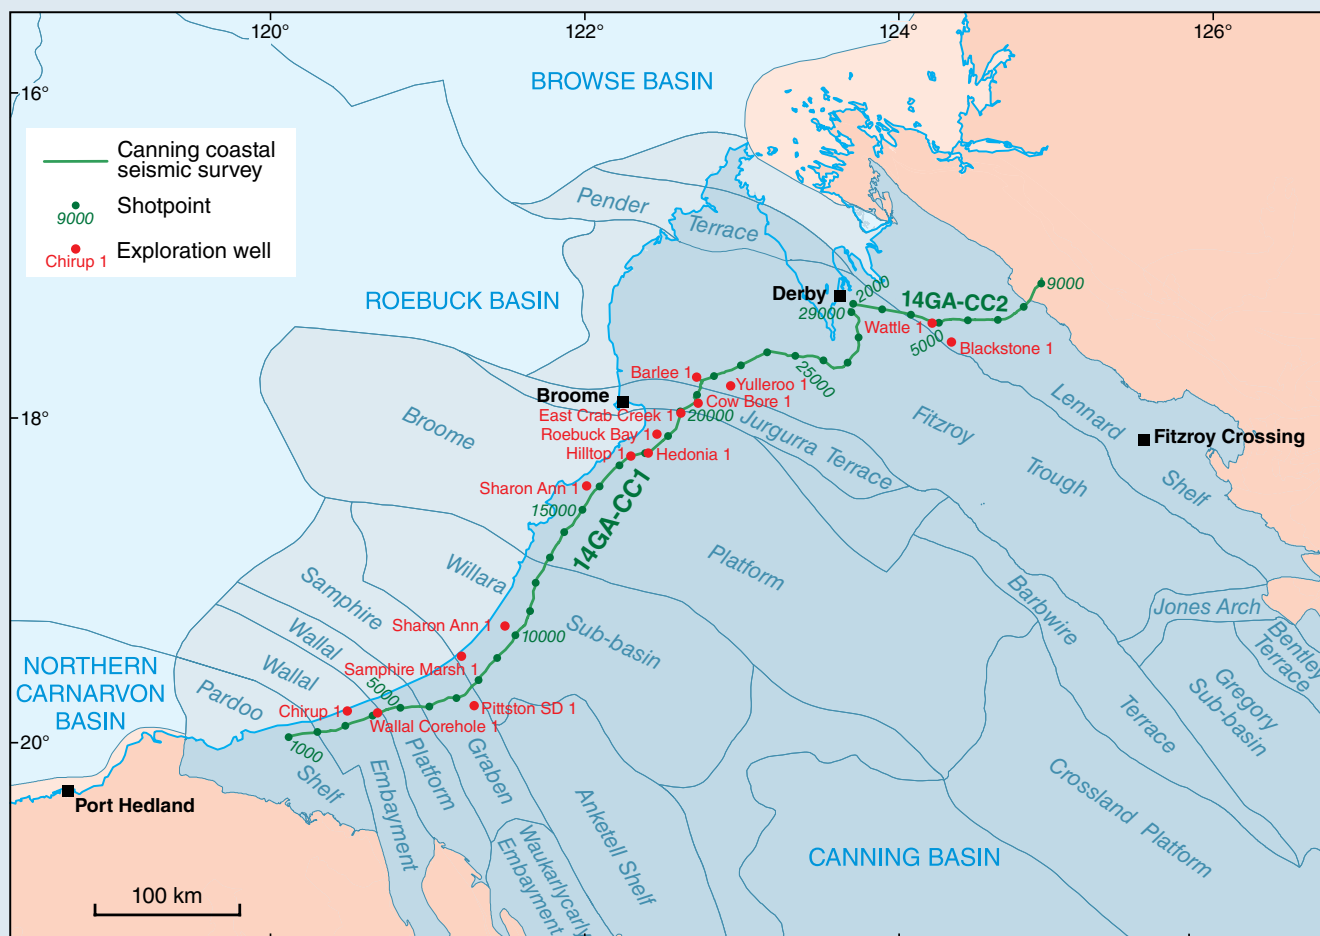 120°
122°
124°
126°
16°
18°
20°
BROWSE BASIN
Canning coastal
seismic survey
9000
Shotpoint
Chirup 1
Exploration well
Pender
Terrace
ROEBUCK BASIN
Derby
2000
29000
14GA-CC2
9000
Wattle 1
5000
Blackstone 1
Barlee 1
Yulleroo 1
25000
Broome
Cow Bore 1
East Crab Creek 1
20000
Roebuck Bay 1
Hilltop 1
Hedonia 1
Broome
Jurgurra Terrace
Fitzroy
Trough
Lennard
Shelf
Fitzroy Crossing
Sharon Ann 1
15000
14GA-CC1
Platform
Willara
Sub-basin
Samphire
Wallal
Wallal
Pardoo
Sharon Ann 1
10000
Samphire Marsh 1
5000
Chirup 1
Wallal Corehole 1
Pittston SD 1
1000
NORTHERN
CARNARVON
BASIN
Port Hedland
Shelf
Embayment
Platform
Graben
Waukarlycarly
Embayment
Anketell Shelf
Barbwire
Terrace
Jones Arch
Bentley
Terrace
Gregory
Sub-basin
Crossland Platform
CANNING BASIN
100 km